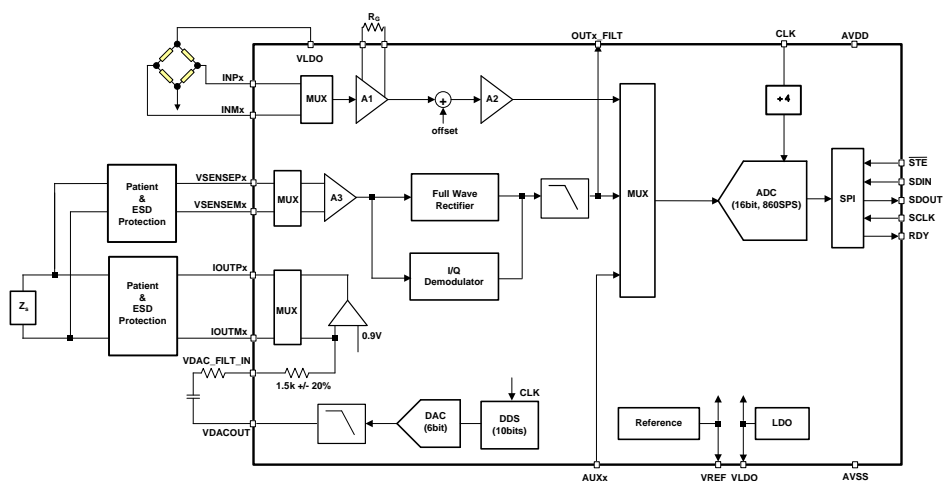 RG
OUTx_FILT
CLK
AVDD
VLDO
INPx
INMx
MUX
A1
+
offset
A2
÷ 4
Patient
&
ESD
Protection
VSENSEPx
VSENSEMx
MUX
A3
Full Wave
Rectifier
I/Q
Demodulator
MUX
ADC
(16bit, 860SPS)
SPI
STE
SDIN
SDOUT
SCLK
RDY
Zs
Patient
&
ESD
Protection
IOUTPx
IOUTMx
MUX
0.9V
VDAC_FILT_IN
1.5k +/- 20%
VDACOUT
DAC
(6bit)
CLK
DDS
(10bits)
Reference
LDO
AUXx
VREF
VLDO
AVSS